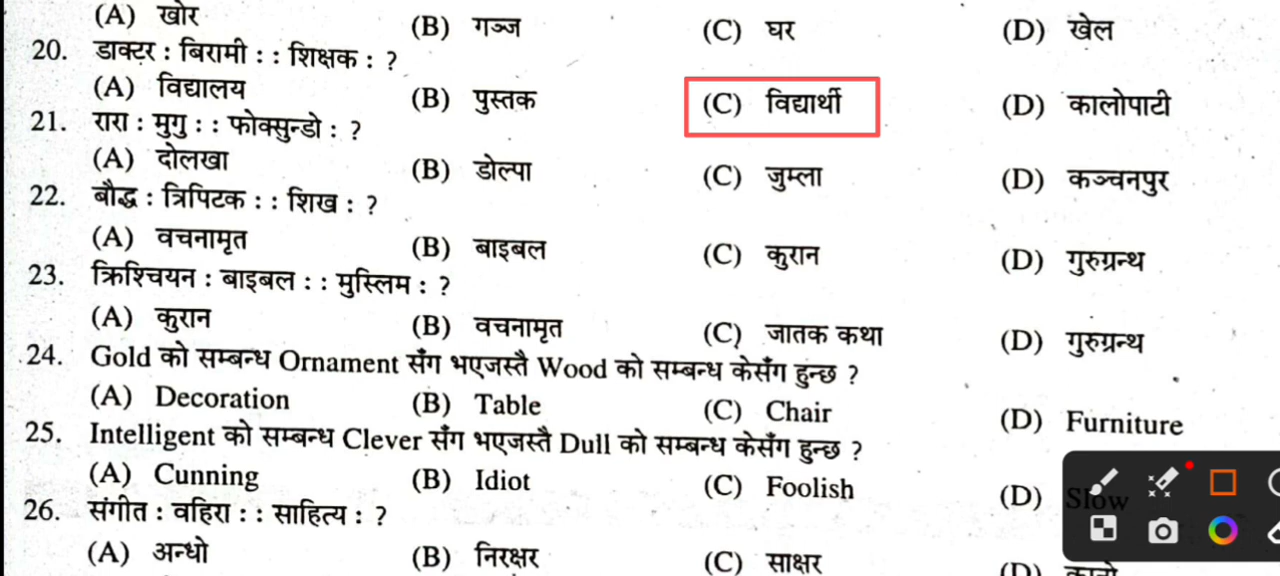 (A) खोर (B) गञ्ज (C) घर (D) खेल
20. डाक्टर : बिरामी : : शिक्षक : ?
(A) विद्यालय (B) पुस्तक (C) विद्यार्थी (D) कालोपाटी
21. रारा : मुगु : : फोक्सुन्डो : ?
(A) दोलखा (B) डोल्पा (C) जुम्ला (D) कञ्चनपुर
22. बौद्ध : त्रिपिटक : : शिख : ?
(A) वचनामृत (B) बाइबल (C) कुरान (D) गुरुग्रन्थ
23. क्रिश्चियन : बाइबल : : मुस्लिम : ?
(A) कुरान (B) वचनामृत (C) जातक कथा (D) गुरुग्रन्थ
24. Gold को सम्बन्ध Ornament सँग भएजस्तै Wood को सम्बन्ध केसँग हुन्छ ?
(A) Decoration (B) Table (C) Chair (D) Furniture
25. Intelligent को सम्बन्ध Clever सँग भएजस्तै Dull को सम्बन्ध केसँग हुन्छ ?
(A) Cunning (B) Idiot (C) Foolish (D) Slow
26. संगीत : वहिरा : : साहित्य : ?
(A) अन्धो (B) निरक्षर (C) साक्षर (D)